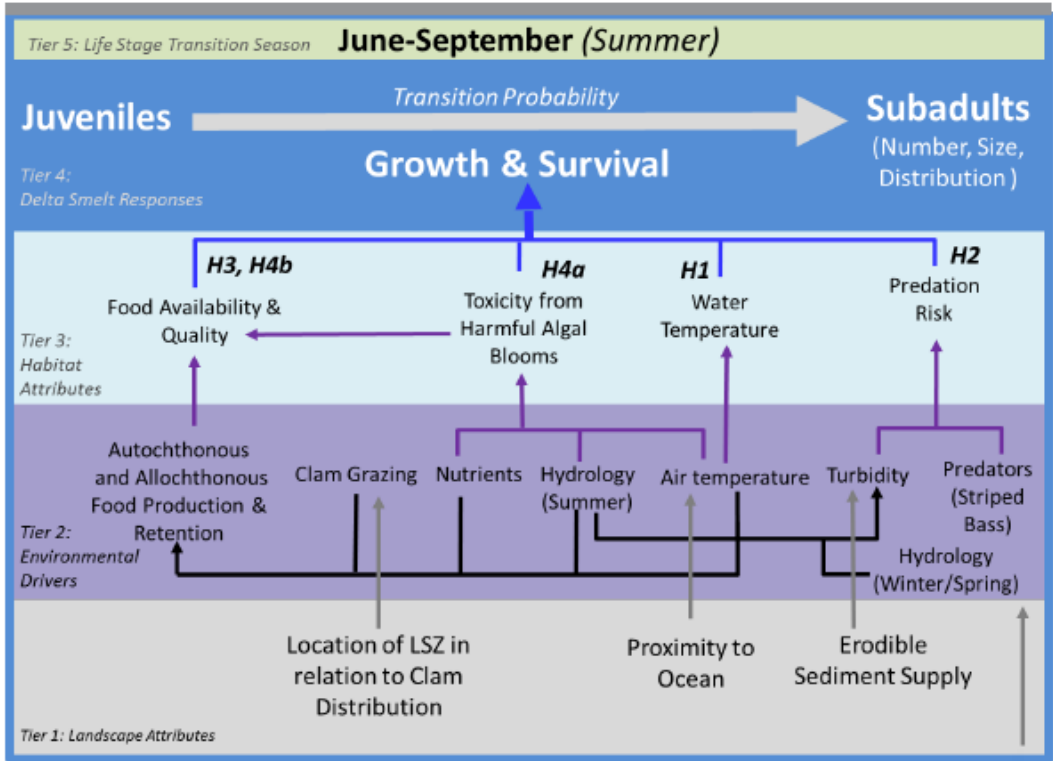 Tier 5: Life Stage Transition Season June-September (Summer)
Transition Probability
Juveniles
Subadults
(Number, Size,
Distribution )
Growth & Survival
Tier 4:
Delta Smelt Responses
H3, H4b
H4a
H1
H2
Food Availability &
Quality
Toxicity from
Harmful Algal
Blooms
Water
Temperature
Predation
Risk
Tier 3:
Habitat
Attributes
Autochthonous
and Allochthonous
Food Production &
Retention
Clam Grazing
Nutrients
Hydrology
(Summer)
Air temperature
Turbidity
Predators
(Striped
Bass)
Hydrology
(Winter/Spring)
Tier 2:
Environmental
Drivers
Location of LSZ in
relation to Clam
Distribution
Proximity to
Ocean
Erodible
Sediment Supply
Tier 1: Landscape Attributes